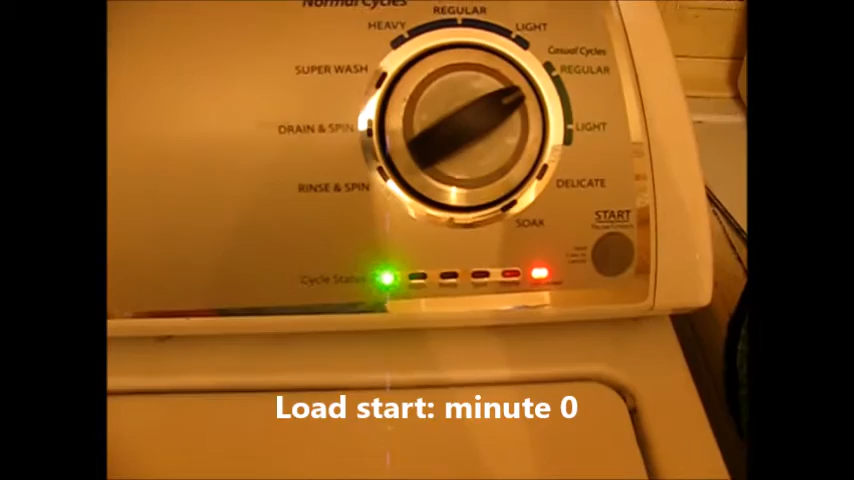 Normal Cycles
REGULAR
HEAVY
LIGHT
Casual Cycles
SUPER WASH
REGULAR
DRAIN & SPIN
LIGHT
RINSE & SPIN
DELICATE
SOAK
START
Cycle Status
Load start: minute 0